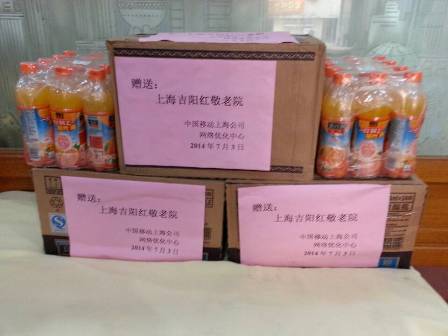 赠送：
上海吉阳红敬老院
中国移动上海公司
网络优化中心
2014年7月3日
赠送：
上海吉阳红敬老院
中国移动上海公司
网络优化中心
2014年7月3日
赠送：
上海吉阳红敬老院
中国移动上海公司
网络优化中心
2014年7月3日